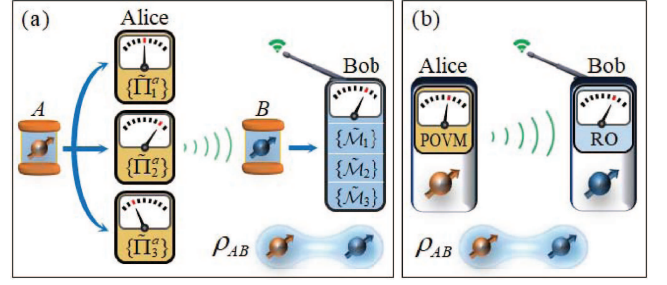 (a)
Alice
A
{Π̃₁ᵃ}
{Π̃₂ᵃ}
{Π̃₃ᵃ}
B
Bob
{ℳ̃₁}
{ℳ̃₂}
{ℳ̃₃}
ρ_AB
(b)
Alice
Bob
POVM
RO
ρ_AB